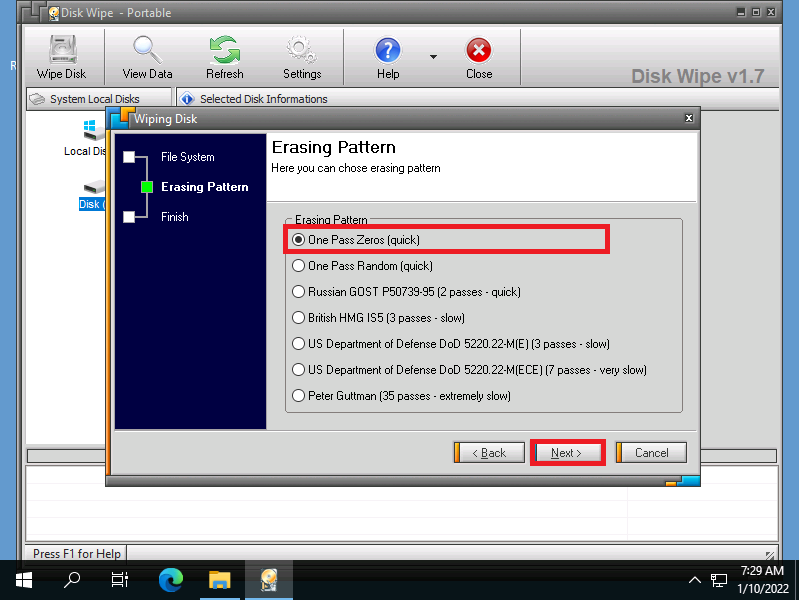 Disk Wipe - Portable
R
Wipe Disk
View Data
Refresh
Settings
Help
Close
Disk Wipe v1.7
System Local Disks
Selected Disk Informations
Wiping Disk
Local Dis
Disk (
File System
Erasing Pattern
Finish
Erasing Pattern
Here you can chose erasing pattern
Erasing Pattern
One Pass Zeros (quick)
One Pass Random (quick)
Russian GOST P50739-95 (2 passes - quick)
British HMG IS5 (3 passes - slow)
US Department of Defense DoD 5220.22-M(E) (3 passes - slow)
US Department of Defense DoD 5220.22-M(ECE) (7 passes - very slow)
Peter Guttman (35 passes - extremely slow)
< Back
Next >
Cancel
Press F1 for Help
7:29 AM
1/10/2022